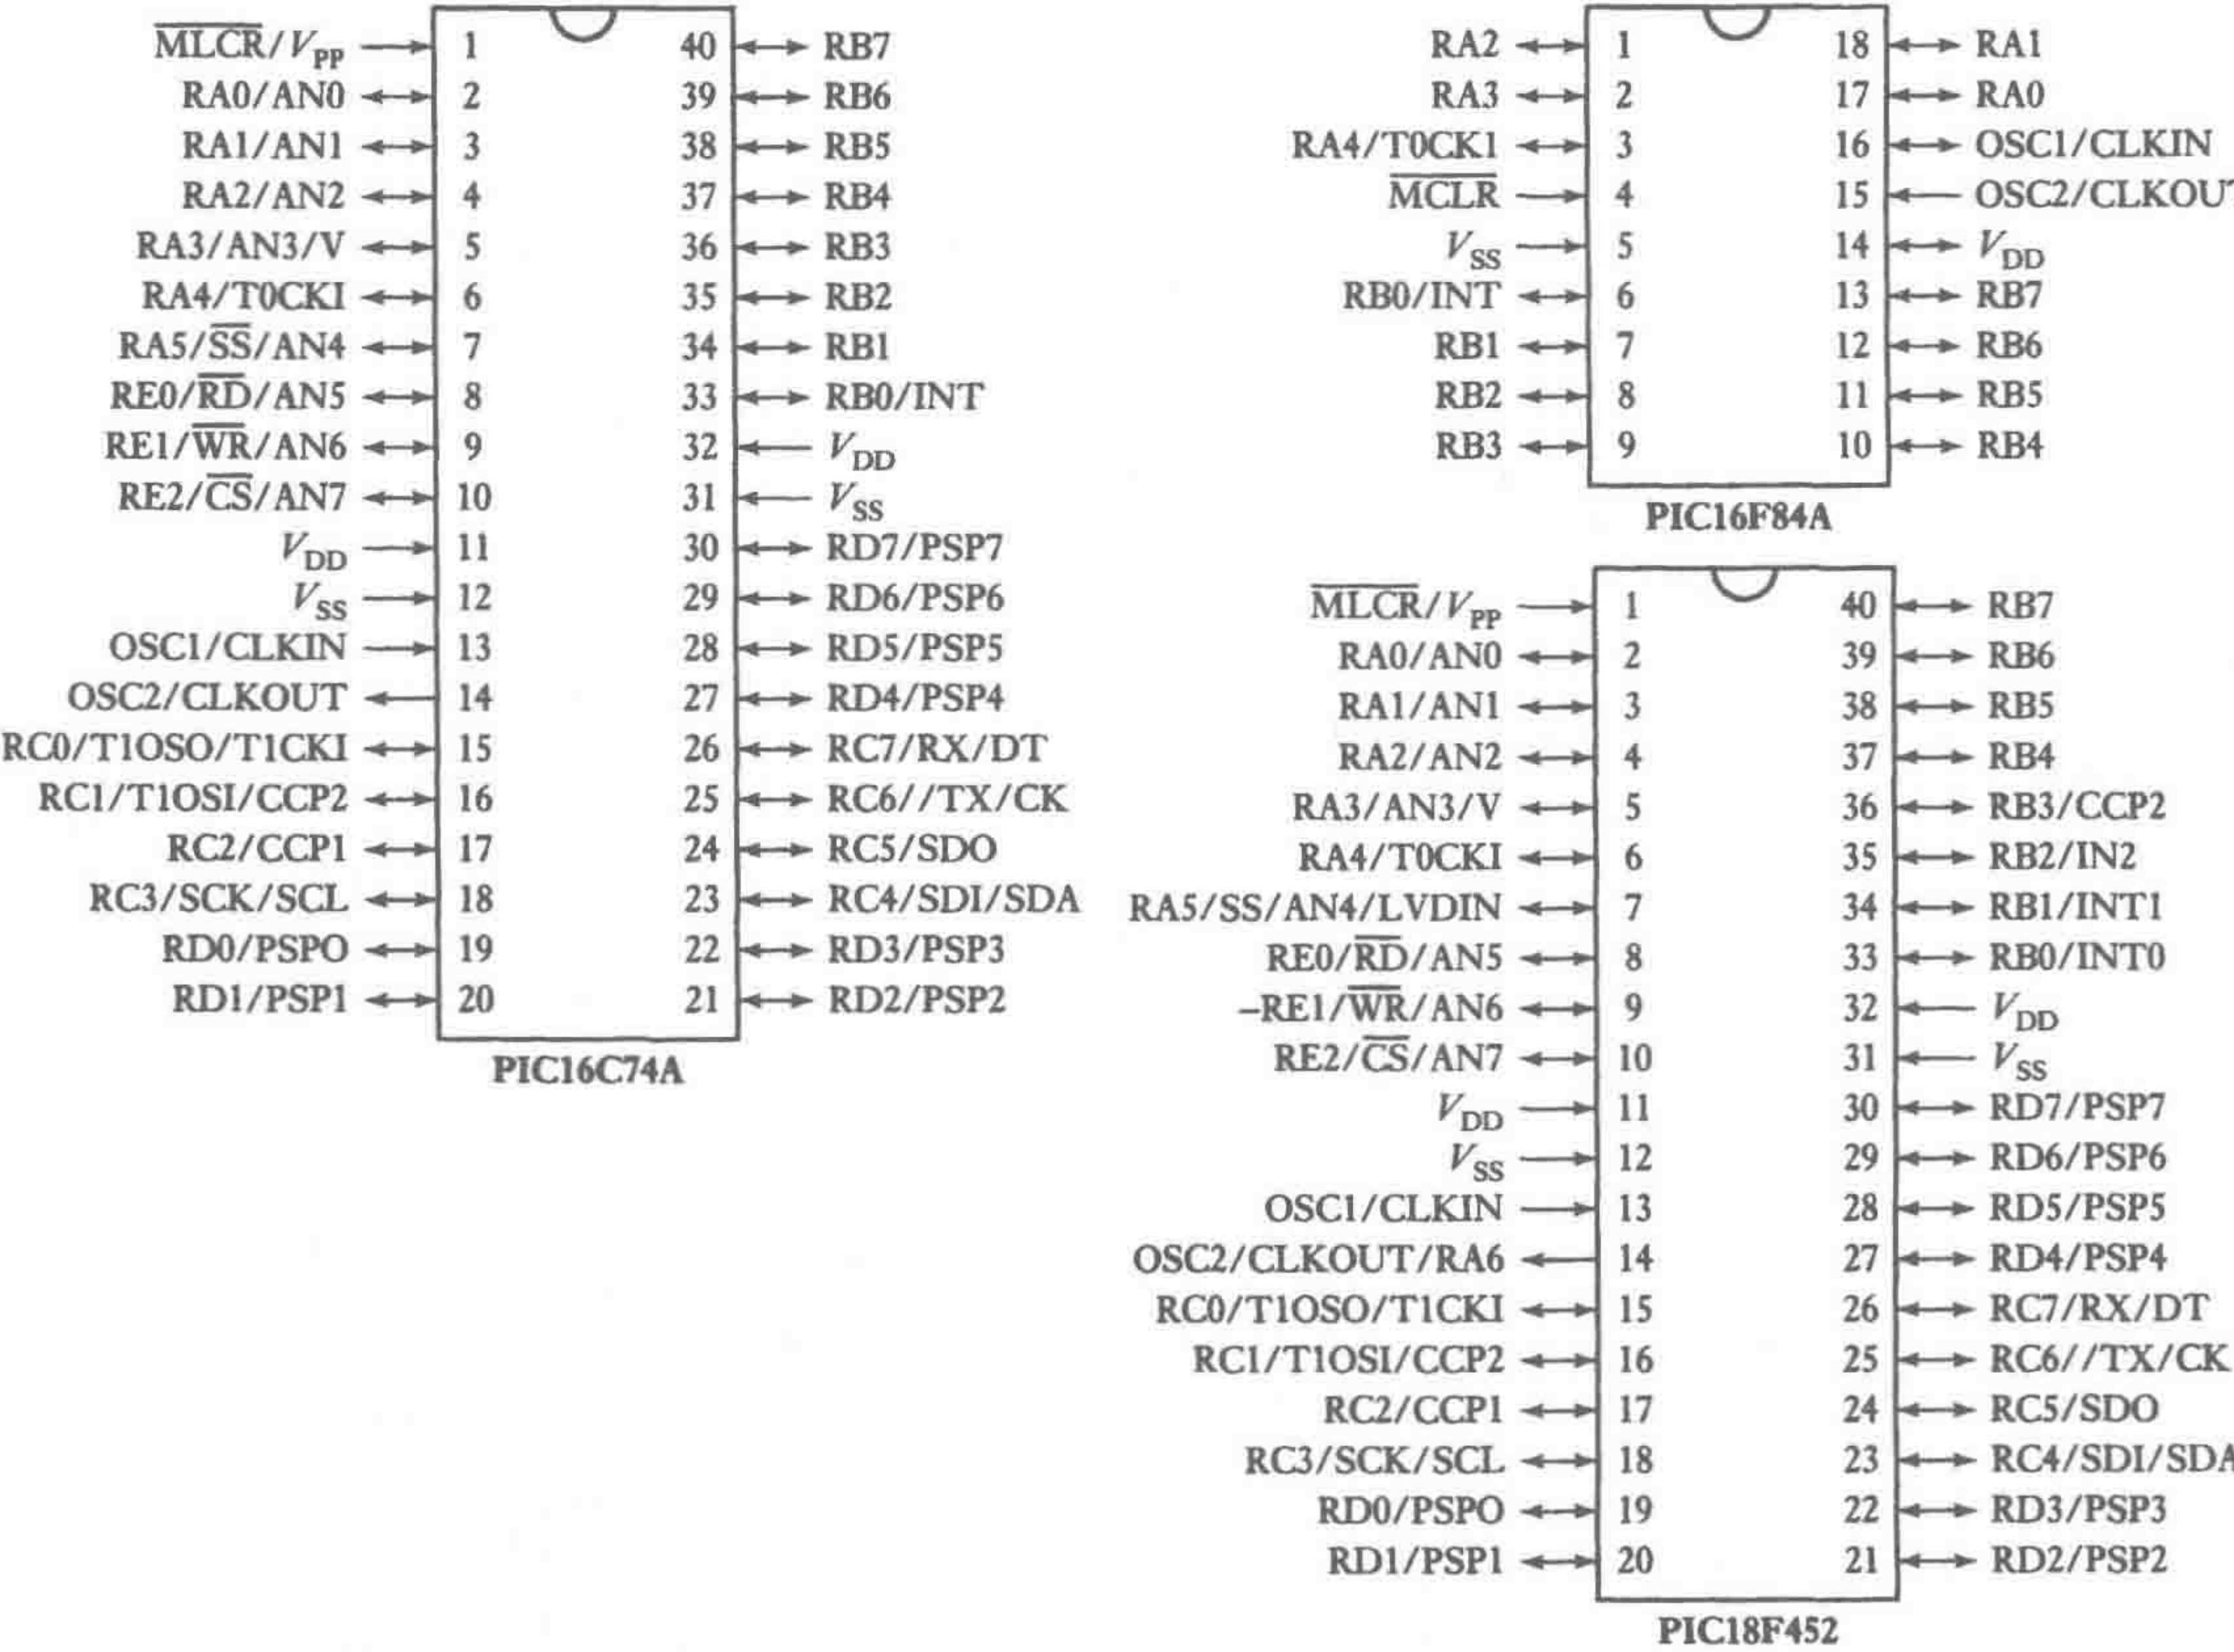 MLCR/VPP 1 40 RB7
RA0/AN0 2 39 RB6
RA1/AN1 3 38 RB5
RA2/AN2 4 37 RB4
RA3/AN3/V 5 36 RB3
RA4/T0CKI 6 35 RB2
RA5/SS/AN4 7 34 RB1
RE0/RD/AN5 8 33 RB0/INT
RE1/WR/AN6 9 32 VDD
RE2/CS/AN7 10 31 VSS
VDD 11 30 RD7/PSP7
VSS 12 29 RD6/PSP6
OSC1/CLKIN 13 28 RD5/PSP5
OSC2/CLKOUT 14 27 RD4/PSP4
RC0/T1OSO/T1CKI 15 26 RC7/RX/DT
RC1/T1OSI/CCP2 16 25 RC6//TX/CK
RC2/CCP1 17 24 RC5/SDO
RC3/SCK/SCL 18 23 RC4/SDI/SDA
RD0/PSPO 19 22 RD3/PSP3
RD1/PSP1 20 21 RD2/PSP2
PIC16C74A
RA2 1 18 RA1
RA3 2 17 RA0
RA4/T0CK1 3 16 OSC1/CLKIN
MCLR 4 15 OSC2/CLKOUT
VSS 5 14 VDD
RB0/INT 6 13 RB7
RB1 7 12 RB6
RB2 8 11 RB5
RB3 9 10 RB4
PIC16F84A
MLCR/VPP 1 40 RB7
RA0/AN0 2 39 RB6
RA1/AN1 3 38 RB5
RA2/AN2 4 37 RB4
RA3/AN3/V 5 36 RB3/CCP2
RA4/T0CKI 6 35 RB2/IN2
RA5/SS/AN4/LVDIN 7 34 RB1/INT1
RE0/RD/AN5 8 33 RB0/INT0
–RE1/WR/AN6 9 32 VDD
RE2/CS/AN7 10 31 VSS
VDD 11 30 RD7/PSP7
VSS 12 29 RD6/PSP6
OSC1/CLKIN 13 28 RD5/PSP5
OSC2/CLKOUT/RA6 14 27 RD4/PSP4
RC0/T1OSO/T1CKI 15 26 RC7/RX/DT
RC1/T1OSI/CCP2 16 25 RC6//TX/CK
RC2/CCP1 17 24 RC5/SDO
RC3/SCK/SCL 18 23 RC4/SDI/SDA
RD0/PSPO 19 22 RD3/PSP3
RD1/PSP1 20 21 RD2/PSP2
PIC18F452